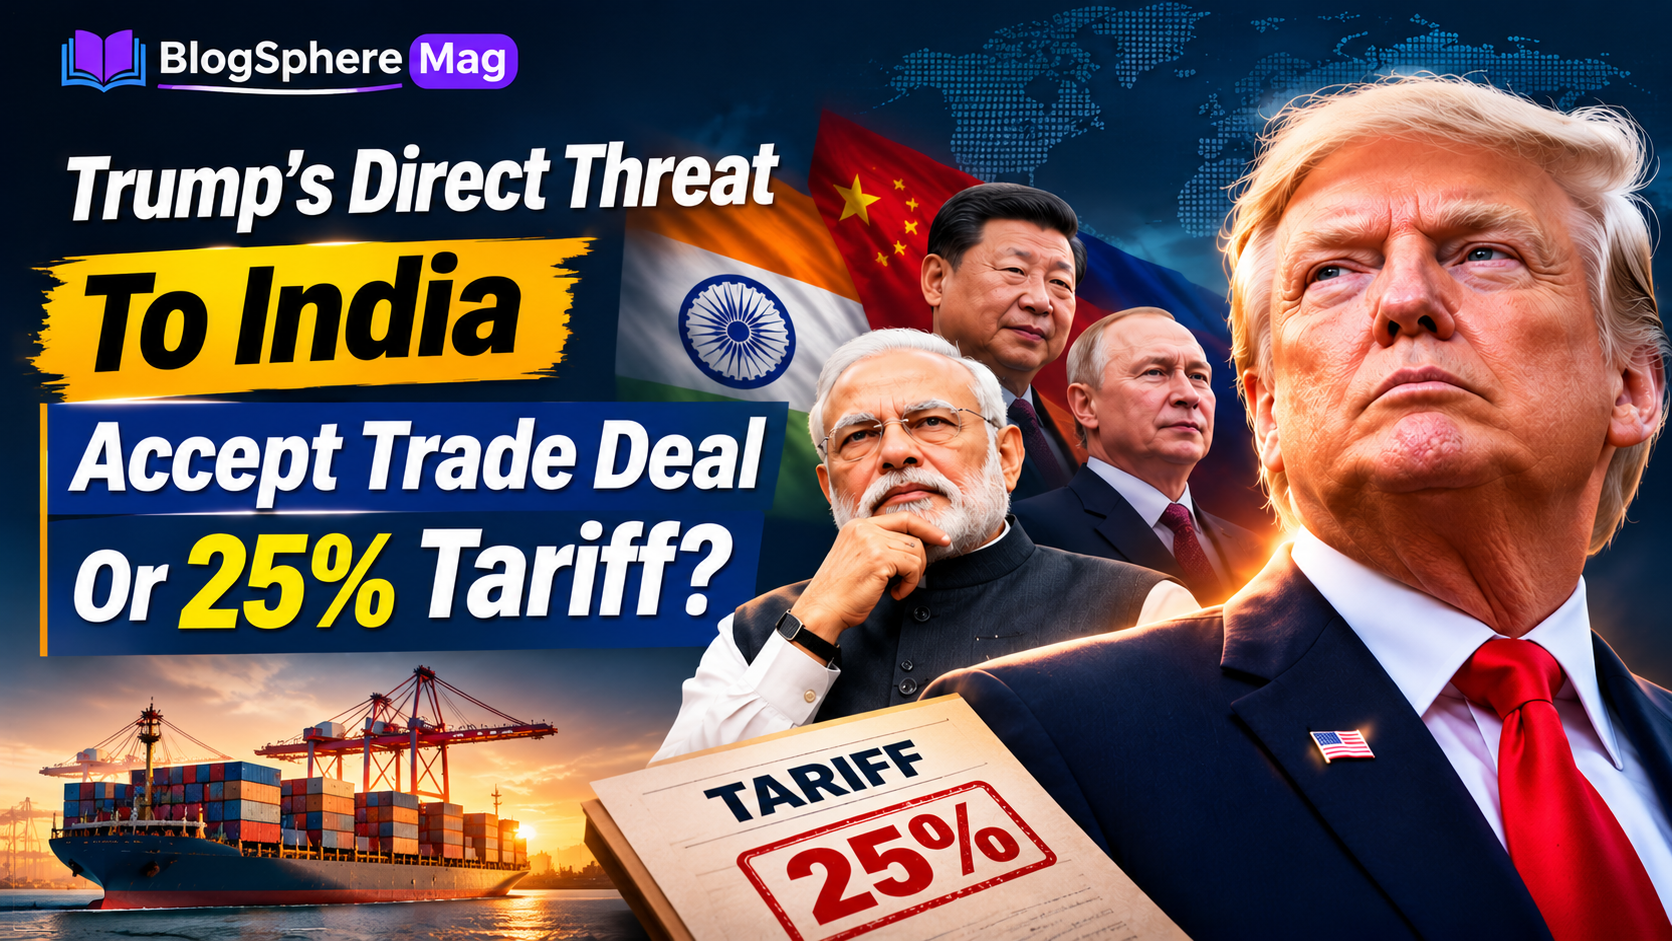 BlogSphere Mag
Trump's Direct Threat
To India
Accept Trade Deal
Or 25% Tariff?
TARIFF
25%